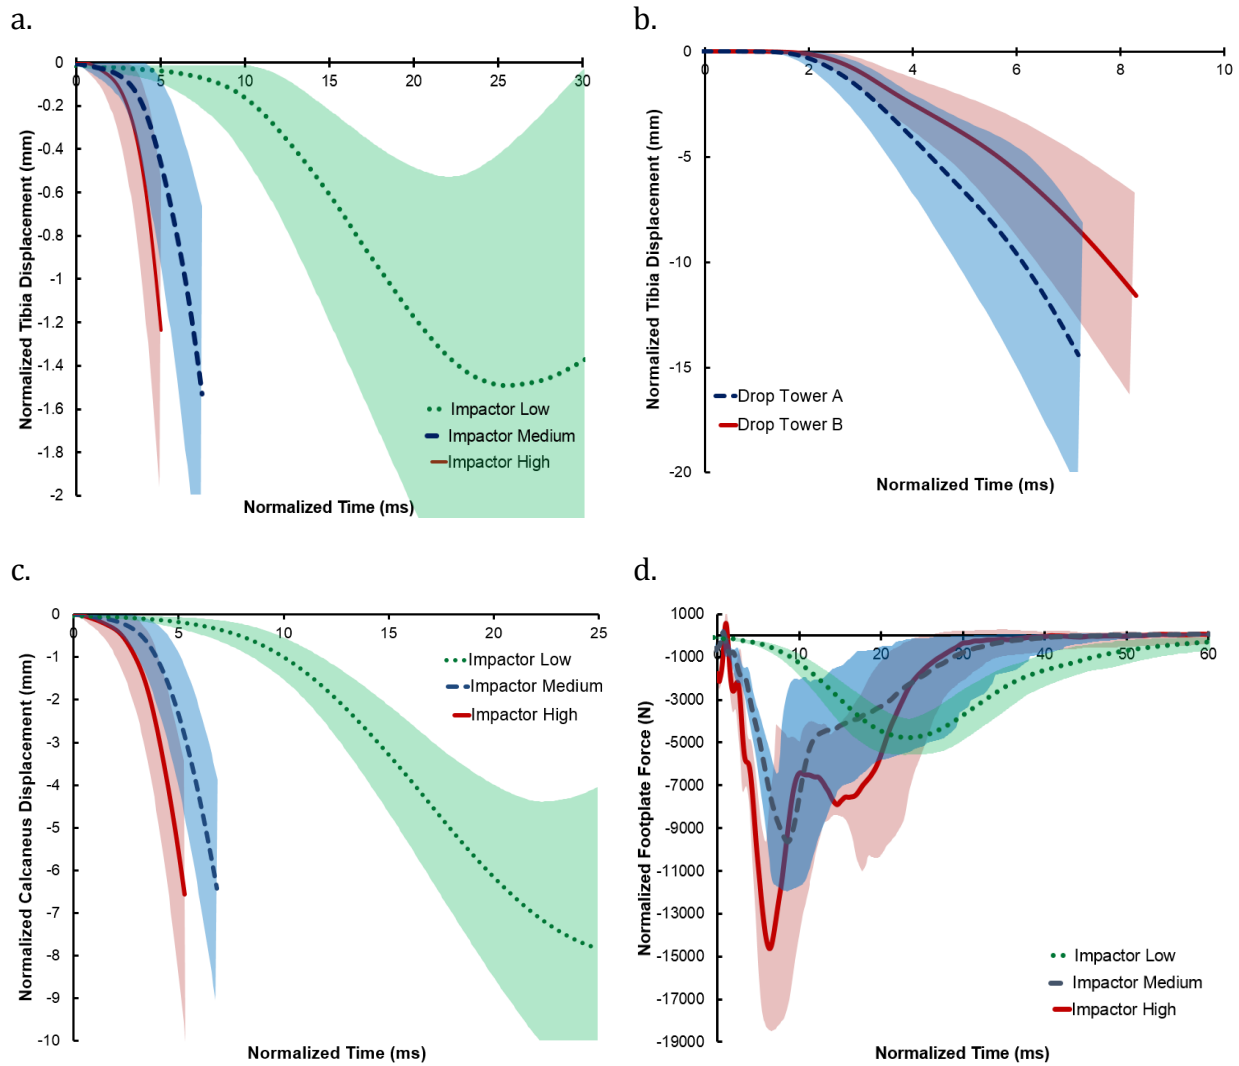 a.
0
5
10
15
20
25
30
-0.2
-0.4
-0.6
-0.8
-1
-1.2
-1.4
-1.6
-1.8
-2
Normalized Tibia Displacement (mm)
Impactor Low
Impactor Medium
Impactor High
Normalized Time (ms)
b.
0
0
2
4
6
8
10
-5
-10
-15
-20
Normalized Tibia Displacement (mm)
Drop Tower A
Drop Tower B
Normalized Time (ms)
c.
0
0
5
10
15
20
25
-1
-2
-3
-4
-5
-6
-7
-8
-9
-10
Normalized Calcaneus Displacement (mm)
Impactor Low
Impactor Medium
Impactor High
Normalized Time (ms)
d.
1000
-1000
-3000
-5000
-7000
-9000
-11000
-13000
-15000
-17000
-19000
0
10
20
30
40
50
60
Normalized Footplate Force (N)
Impactor Low
Impactor Medium
Impactor High
Normalized Time (ms)